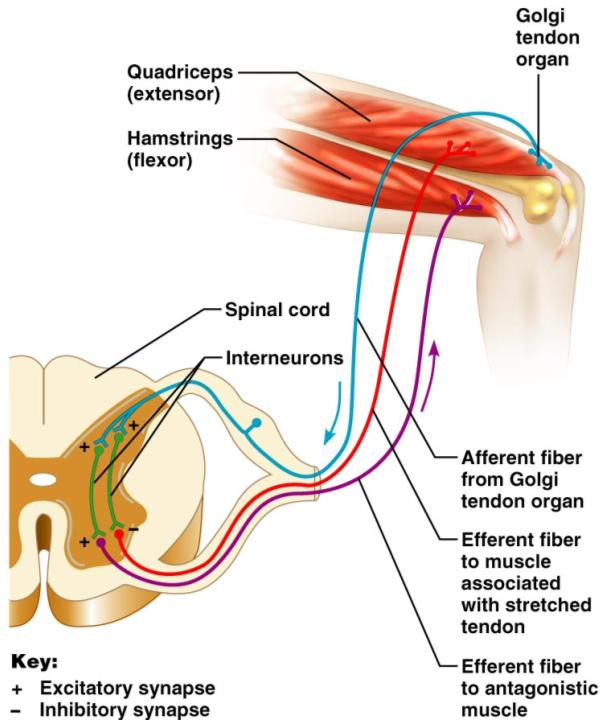 Golgi
tendon
organ
Quadriceps
(extensor)
Hamstrings
(flexor)
Spinal cord
Interneurons
+
+
+
–
Afferent fiber
from Golgi
tendon organ
Efferent fiber
to muscle
associated
with stretched
tendon
Efferent fiber
to antagonistic
muscle
Key:
+ Excitatory synapse
– Inhibitory synapse